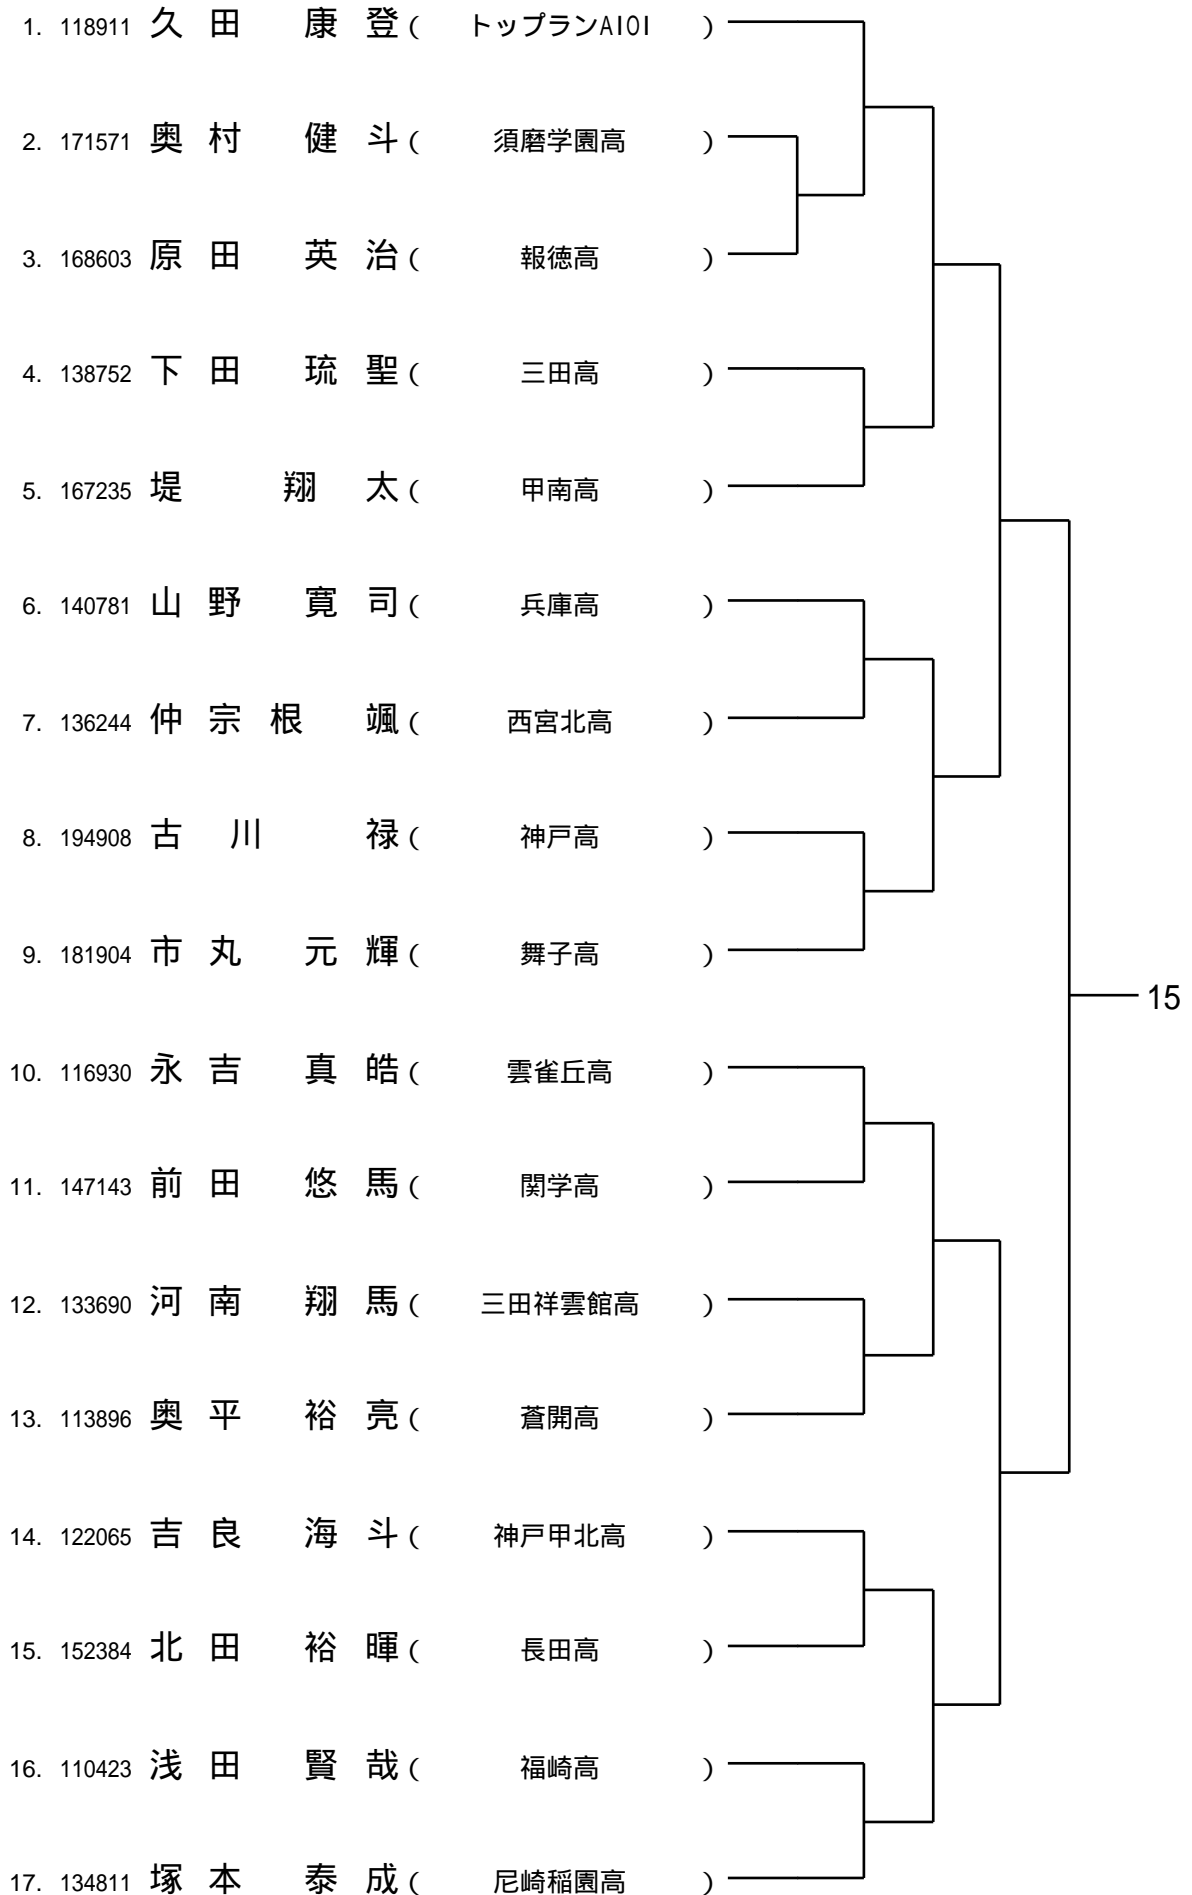 1. 118911 久田 康登 ( トップランAIOI )
2. 171571 奥村 健斗 ( 須磨学園高 )
3. 168603 原田 英治 ( 報徳高 )
4. 138752 下田 琉聖 ( 三田高 )
5. 167235 堤 翔太 ( 甲南高 )
6. 140781 山野 寛司 ( 兵庫高 )
7. 136244 仲宗根 颯 ( 西宮北高 )
8. 194908 古川 禄 ( 神戸高 )
9. 181904 市丸 元輝 ( 舞子高 )
15
10. 116930 永吉 真皓 ( 雲雀丘高 )
11. 147143 前田 悠馬 ( 関学高 )
12. 133690 河南 翔馬 ( 三田祥雲館高 )
13. 113896 奥平 裕亮 ( 蒼開高 )
14. 122065 吉良 海斗 ( 神戸甲北高 )
15. 152384 北田 裕暉 ( 長田高 )
16. 110423 浅田 賢哉 ( 福崎高 )
17. 134811 塚本 泰成 ( 尼崎稲園高 )